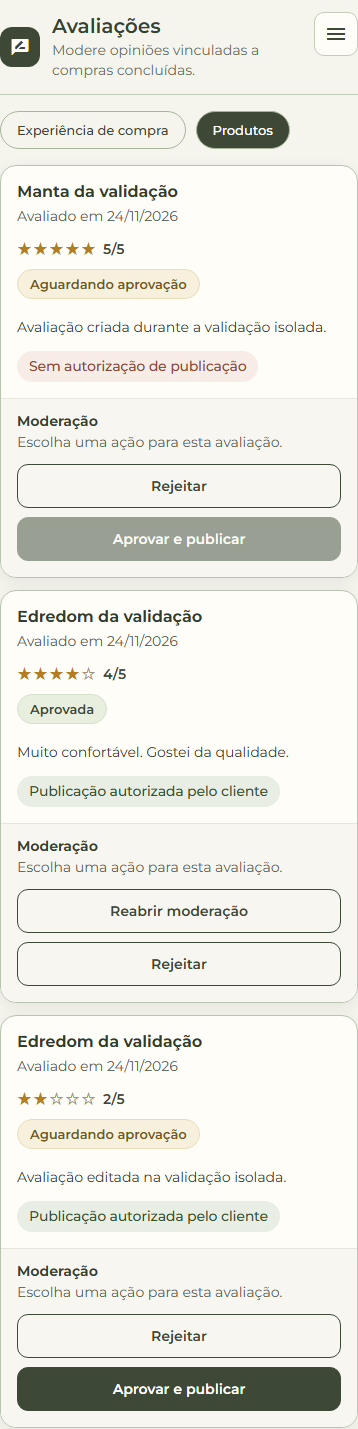 Avaliações
Modere opiniões vinculadas a
compras concluídas.
Experiência de compra
Produtos
Manta da validação
Avaliado em 24/11/2026
★★★★★ 5/5
Aguardando aprovação
Avaliação criada durante a validação isolada.
Sem autorização de publicação
Moderação
Escolha uma ação para esta avaliação.
Rejeitar
Aprovar e publicar
Edredom da validação
Avaliado em 24/11/2026
★★★★☆ 4/5
Aprovada
Muito confortável. Gostei da qualidade.
Publicação autorizada pelo cliente
Moderação
Escolha uma ação para esta avaliação.
Reabrir moderação
Rejeitar
Edredom da validação
Avaliado em 24/11/2026
★★☆☆☆ 2/5
Aguardando aprovação
Avaliação editada na validação isolada.
Publicação autorizada pelo cliente
Moderação
Escolha uma ação para esta avaliação.
Rejeitar
Aprovar e publicar